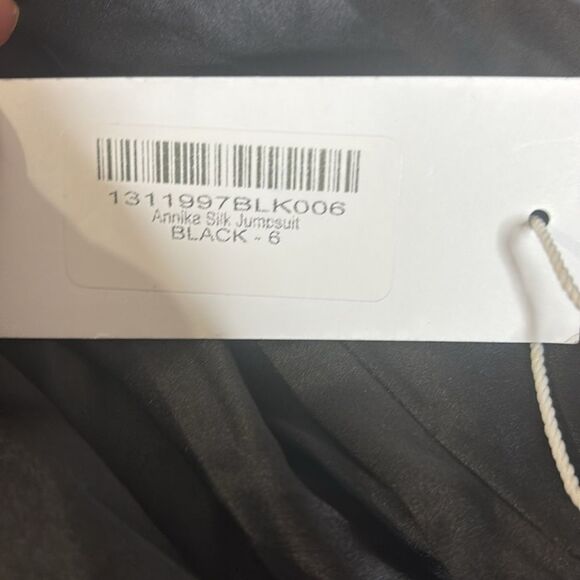 1311997BLK006
Annika Silk Jumpsuit
BLACK - 6